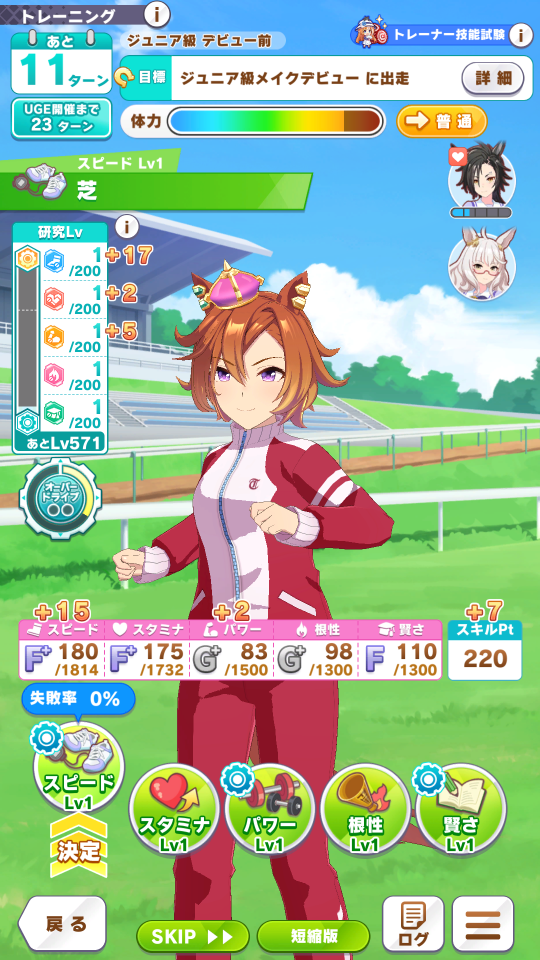 トレーニング
i
あと
11ターン
ジュニア級 デビュー前
トレーナー技能試験
i
目標
ジュニア級メイクデビュー に出走
詳細
UGE開催まで
23 ターン
体力
普通
スピード Lv1
芝
研究Lv
i
1
/200
+17
1
/200
+2
1
/200
+5
1
/200
1
/200
あとLv571
オーバー
ドライブ
+15
+2
+7
スピード
スタミナ
パワー
根性
賢さ
スキルPt
F+ 180
/1814
F+ 175
/1732
G+ 83
/1500
G+ 98
/1300
F 110
/1300
220
失敗率 0%
スピード
Lv1
スタミナ
Lv1
パワー
Lv1
根性
Lv1
賢さ
Lv1
決定
戻る
SKIP
短縮版
ログ